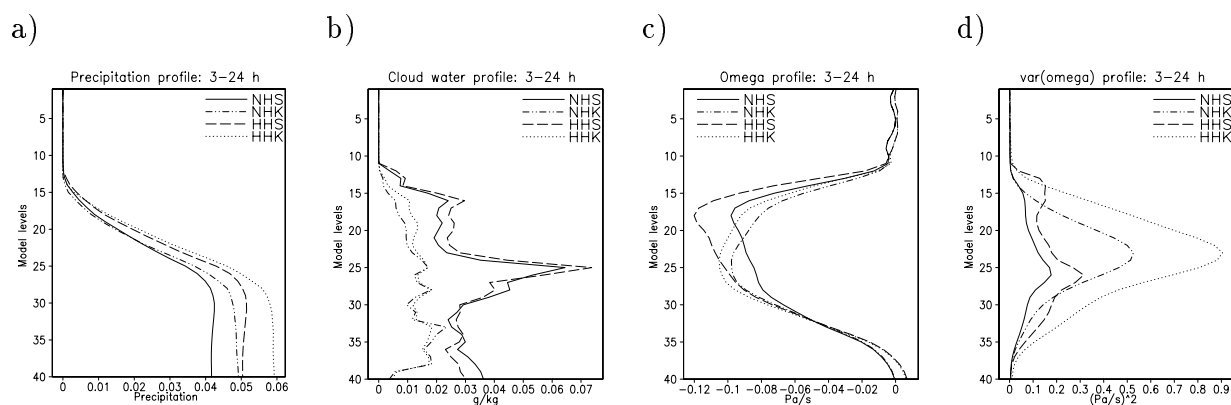 a)
b)
c)
d)
Precipitation profile: 3-24 h
NHS
NHK
HHS
HHK
Model levels
5
10
15
20
25
30
35
40
0
0.01
0.02
0.03
0.04
0.05
0.06
Precipitation
Cloud water profile: 3-24 h
NHS
NHK
HHS
HHK
Model levels
5
10
15
20
25
30
35
40
0
0.01
0.02
0.03
0.04
0.05
0.06
0.07
g/kg
Omega profile: 3-24 h
NHS
NHK
HHS
HHK
Model levels
5
10
15
20
25
30
35
40
-0.12
-0.1
-0.08
-0.06
-0.04
-0.02
0
Pa/s
var(omega) profile: 3-24 h
NHS
NHK
HHS
HHK
Model levels
5
10
15
20
25
30
35
40
0
0.1
0.2
0.3
0.4
0.5
0.6
0.7
0.8
0.9
(Pa/s)^2